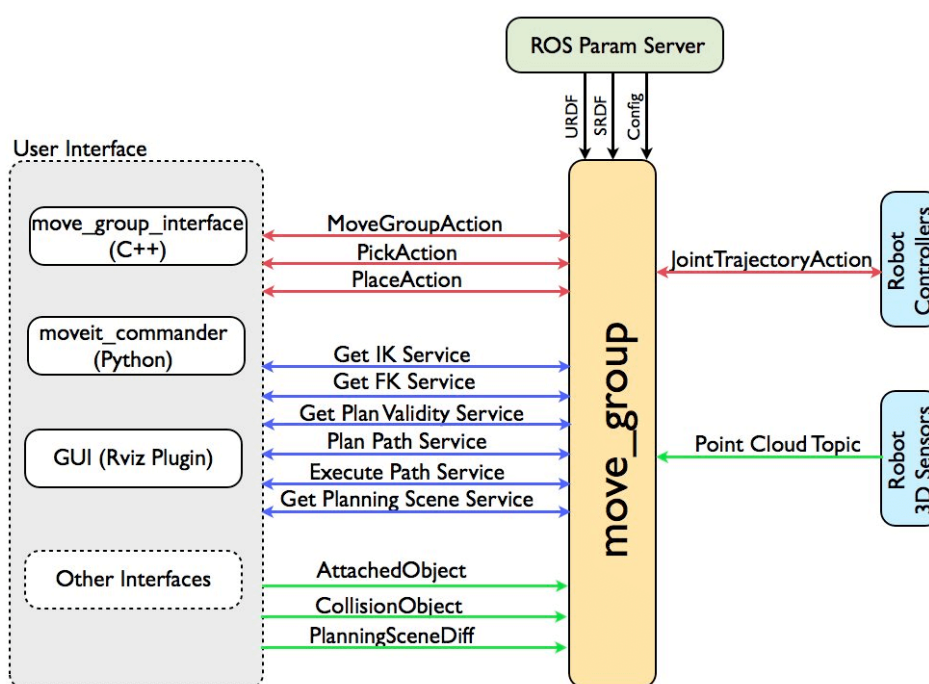 ROS Param Server
URDF
SRDF
Config
User Interface
move_group_interface
(C++)
moveit_commander
(Python)
GUI (Rviz Plugin)
Other Interfaces
MoveGroupAction
PickAction
PlaceAction
Get IK Service
Get FK Service
Get Plan Validity Service
Plan Path Service
Execute Path Service
Get Planning Scene Service
AttachedObject
CollisionObject
PlanningSceneDiff
move_group
JointTrajectoryAction
Point Cloud Topic
Robot
Controllers
Robot
3D Sensors